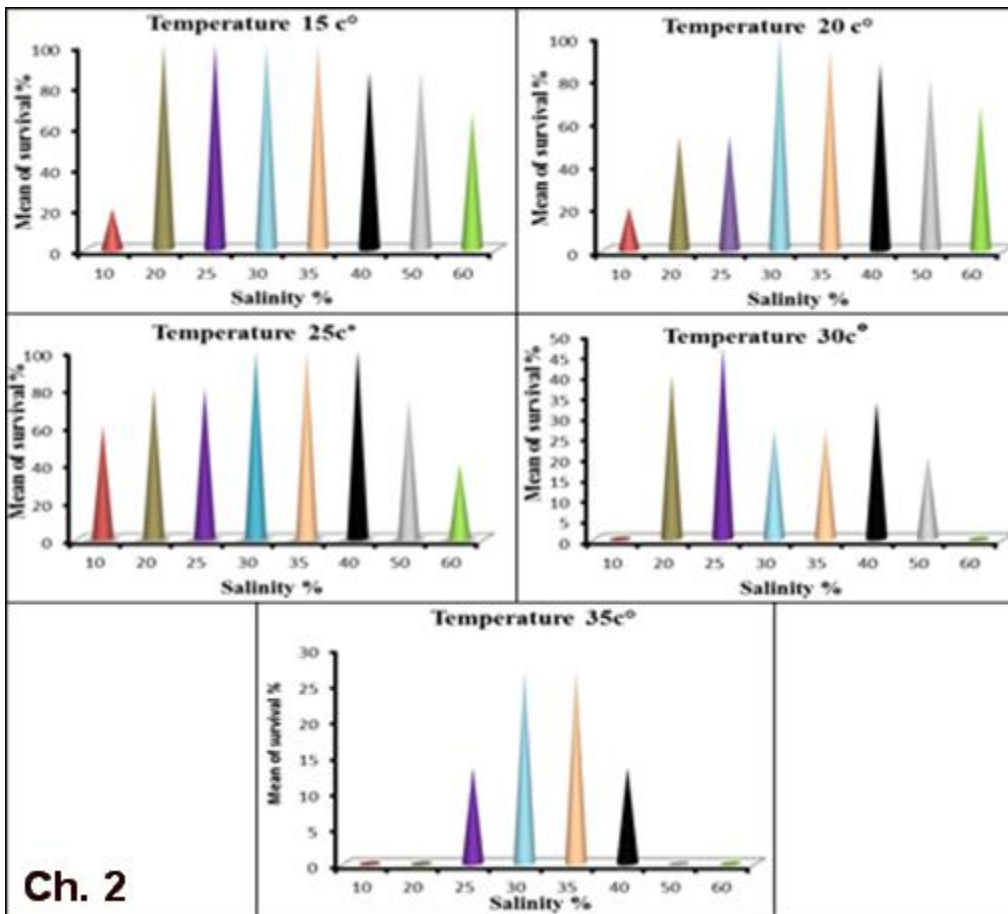 Temperature 15 c°
Mean of survival %
100
80
60
40
20
0
10 20 25 30 35 40 50 60
Salinity %
Temperature 20 c°
Mean of survival %
100
80
60
40
20
0
10 20 25 30 35 40 50 60
Salinity %
Temperature 25c°
Mean of survival %
100
80
60
40
20
0
10 20 25 30 35 40 50 60
Salinity %
Temperature 30c°
Mean of survival %
50
45
40
35
30
25
20
15
10
5
0
10 20 25 30 35 40 50 60
Salinity %
Temperature 35c°
Mean of survival %
30
25
20
15
10
5
0
10 20 25 30 35 40 50 60
Salinity %
Ch. 2